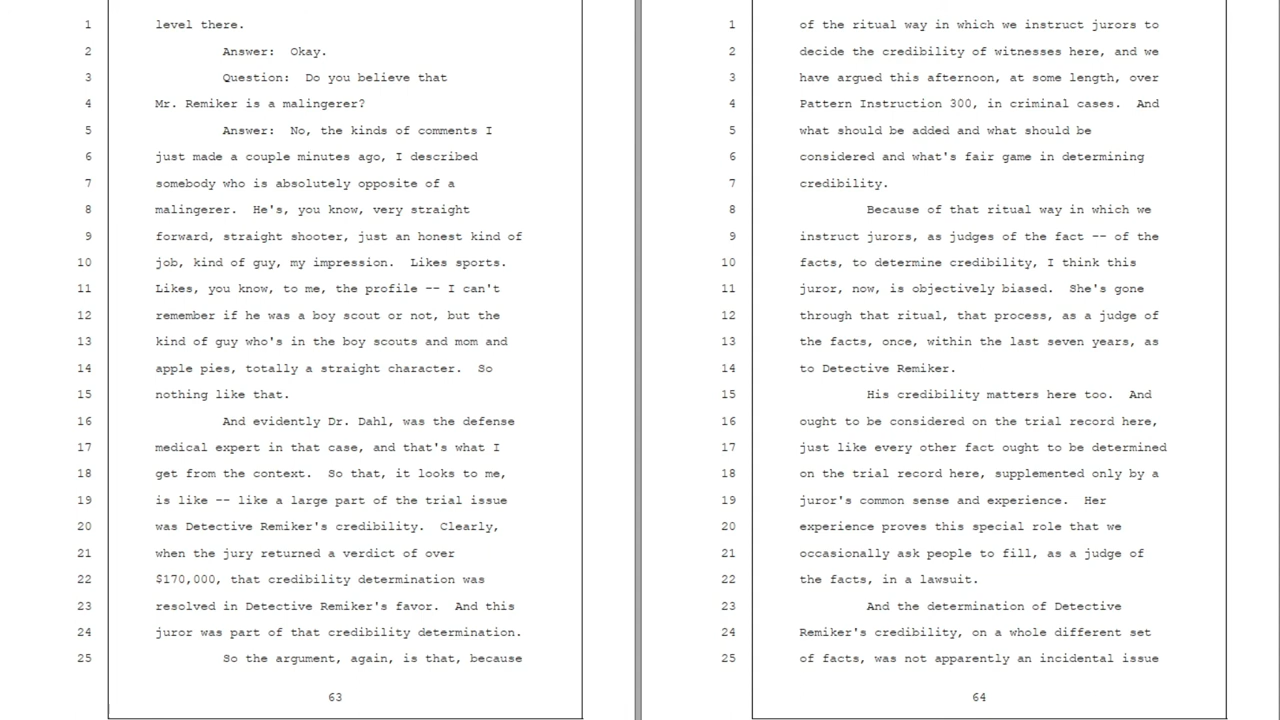 1 level there.
2 Answer: Okay.
3 Question: Do you believe that
4 Mr. Remiker is a malingerer?
5 Answer: No, the kinds of comments I
6 just made a couple minutes ago, I described
7 somebody who is absolutely opposite of a
8 malingerer. He's, you know, very straight
9 forward, straight shooter, just an honest kind of
10 job, kind of guy, my impression. Likes sports.
11 Likes, you know, to me, the profile -- I can't
12 remember if he was a boy scout or not, but the
13 kind of guy who's in the boy scouts and mom and
14 apple pies, totally a straight character. So
15 nothing like that.
16 And evidently Dr. Dahl, was the defense
17 medical expert in that case, and that's what I
18 get from the context. So that, it looks to me,
19 is like -- like a large part of the trial issue
20 was Detective Remiker's credibility. Clearly,
21 when the jury returned a verdict of over
22 $170,000, that credibility determination was
23 resolved in Detective Remiker's favor. And this
24 juror was part of that credibility determination.
25 So the argument, again, is that, because
63
1 of the ritual way in which we instruct jurors to
2 decide the credibility of witnesses here, and we
3 have argued this afternoon, at some length, over
4 Pattern Instruction 300, in criminal cases. And
5 what should be added and what should be
6 considered and what's fair game in determining
7 credibility.
8 Because of that ritual way in which we
9 instruct jurors, as judges of the fact -- of the
10 facts, to determine credibility, I think this
11 juror, now, is objectively biased. She's gone
12 through that ritual, that process, as a judge of
13 the facts, once, within the last seven years, as
14 to Detective Remiker.
15 His credibility matters here too. And
16 ought to be considered on the trial record here,
17 just like every other fact ought to be determined
18 on the trial record here, supplemented only by a
19 juror's common sense and experience. Her
20 experience proves this special role that we
21 occasionally ask people to fill, as a judge of
22 the facts, in a lawsuit.
23 And the determination of Detective
24 Remiker's credibility, on a whole different set
25 of facts, was not apparently an incidental issue
64